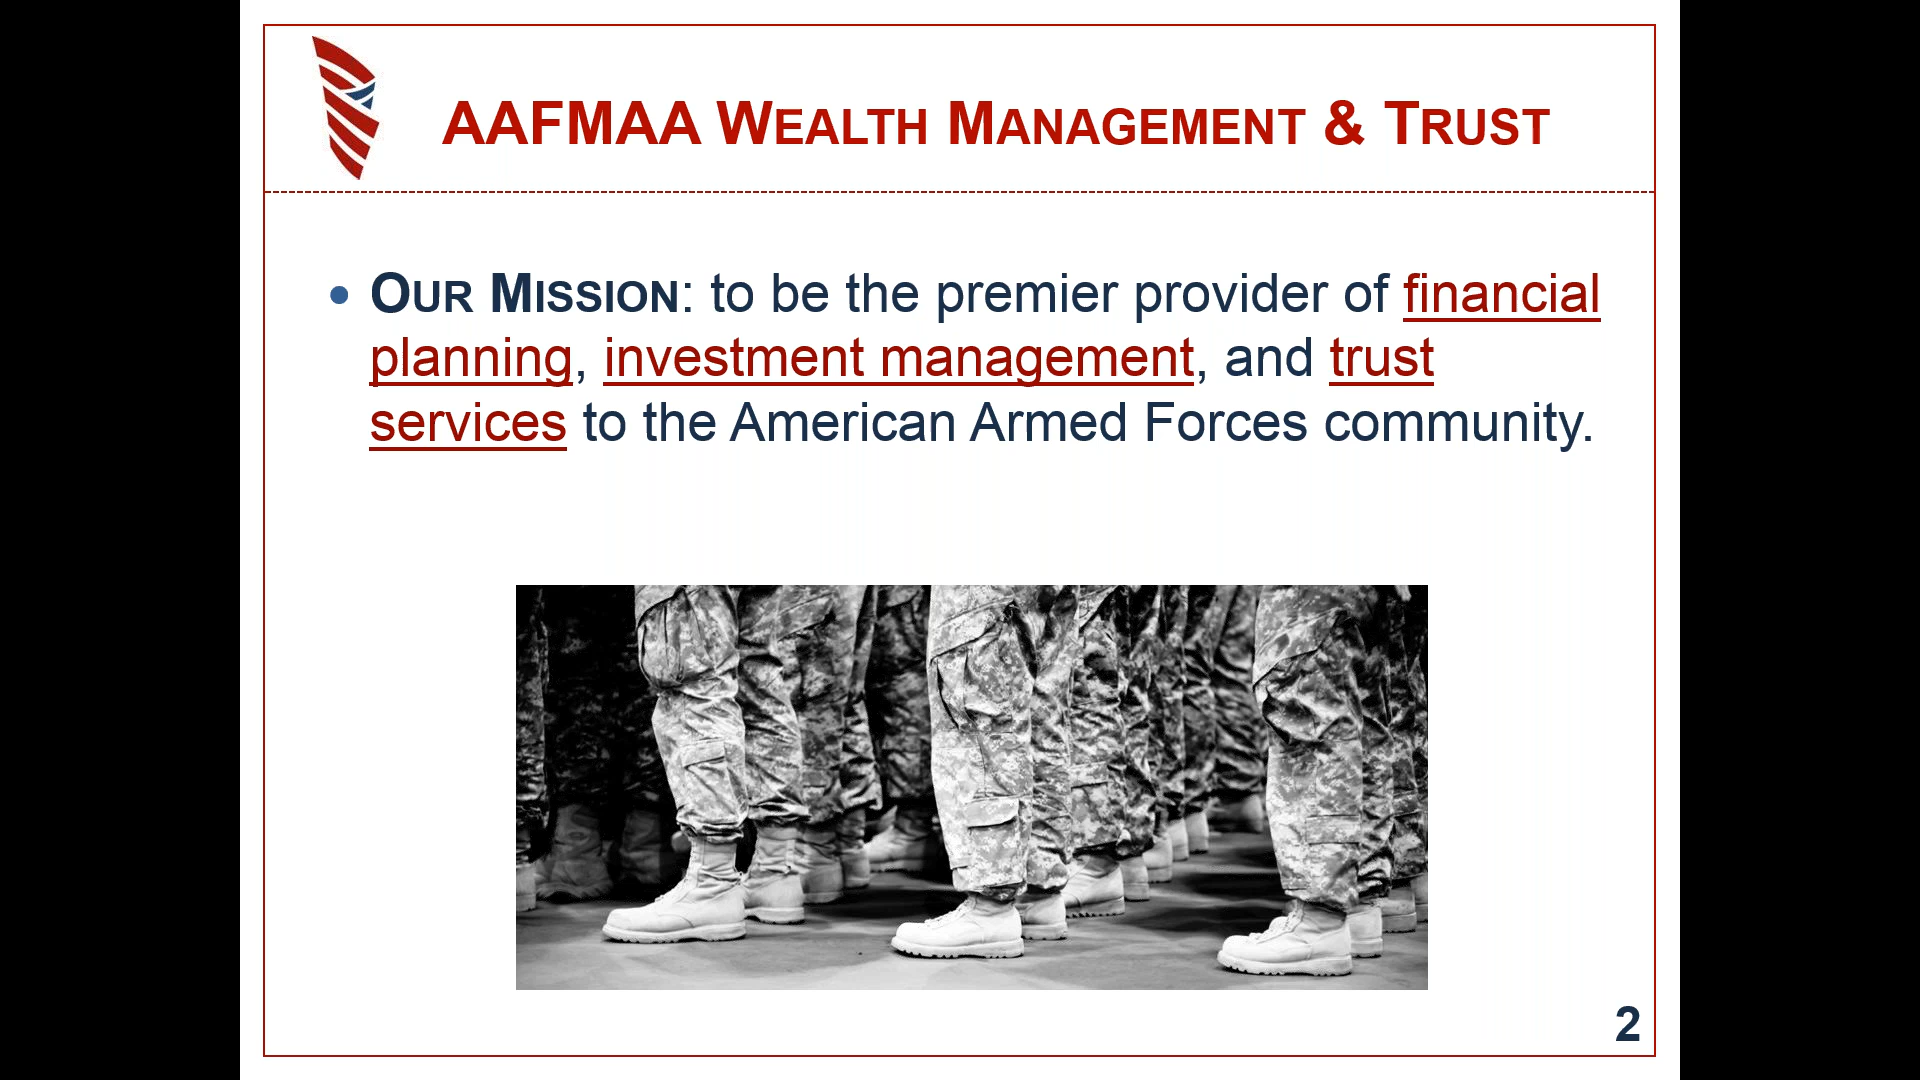 AAFMAA WEALTH MANAGEMENT & TRUST
• OUR MISSION: to be the premier provider of financial
planning, investment management, and trust
services to the American Armed Forces community.
2